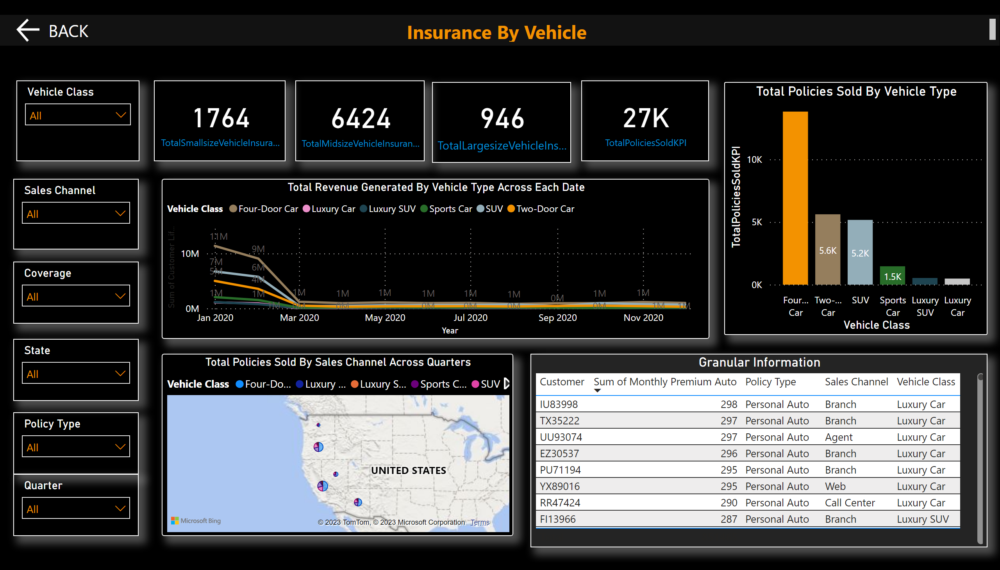 BACK
Insurance By Vehicle
Vehicle Class
All
1764
TotalSmallsizeVehicleInsura...
6424
TotalMidsizeVehicleInsuran...
946
TotalLargesizeVehicleIns...
27K
TotalPoliciesSoldKPI
Total Policies Sold By Vehicle Type
TotalPoliciesSoldKPI
10K
5K
0K
5.6K
5.2K
1.5K
Four... Car
Two-... Car
SUV
Sports Car
Luxury SUV
Luxury Car
Vehicle Class
Sales Channel
All
Coverage
All
State
All
Policy Type
All
Quarter
All
Total Revenue Generated By Vehicle Type Across Each Date
Vehicle Class Four-Door Car Luxury Car Luxury SUV Sports Car SUV Two-Door Car
Sum of Customer Lif...
10M
0M
11M
9M
7M
6M
5M
4M
1M 1M 1M 1M 1M 1M 1M 1M 0M 1M 1M
1M 0M 0M 0M 0M 0M 0M 1M 1M
Jan 2020 Mar 2020 May 2020 Jul 2020 Sep 2020 Nov 2020
Year
Total Policies Sold By Sales Channel Across Quarters
Vehicle Class Four-Do... Luxury ... Luxury S... Sports C... SUV
UNITED STATES
Microsoft Bing
© 2023 TomTom, © 2023 Microsoft Corporation Terms
Granular Information
Customer Sum of Monthly Premium Auto Policy Type Sales Channel Vehicle Class
IU83998 298 Personal Auto Branch Luxury Car
TX35222 297 Personal Auto Branch Luxury Car
UU93074 297 Personal Auto Agent Luxury Car
EZ30537 296 Personal Auto Branch Luxury Car
PU71194 295 Personal Auto Branch Luxury Car
YX89016 295 Personal Auto Web Luxury Car
RR47424 290 Personal Auto Call Center Luxury Car
FI13966 287 Personal Auto Branch Luxury SUV